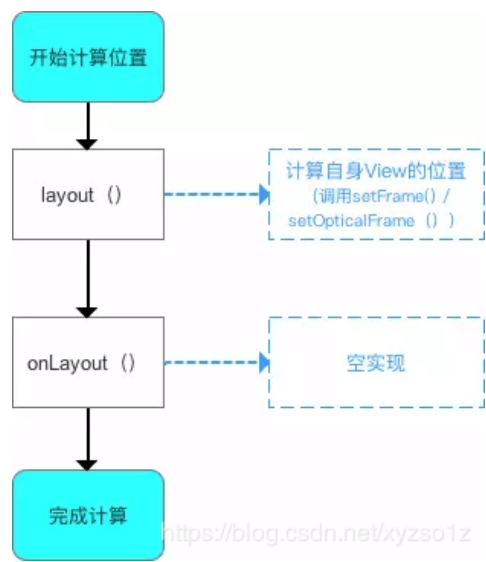 开始计算位置
layout（）
计算自身View的位置
（调用setFrame() /
setOpticalFrame（））
onLayout（）
空实现
完成计算
https://blog.csdn.net/xyzso1z